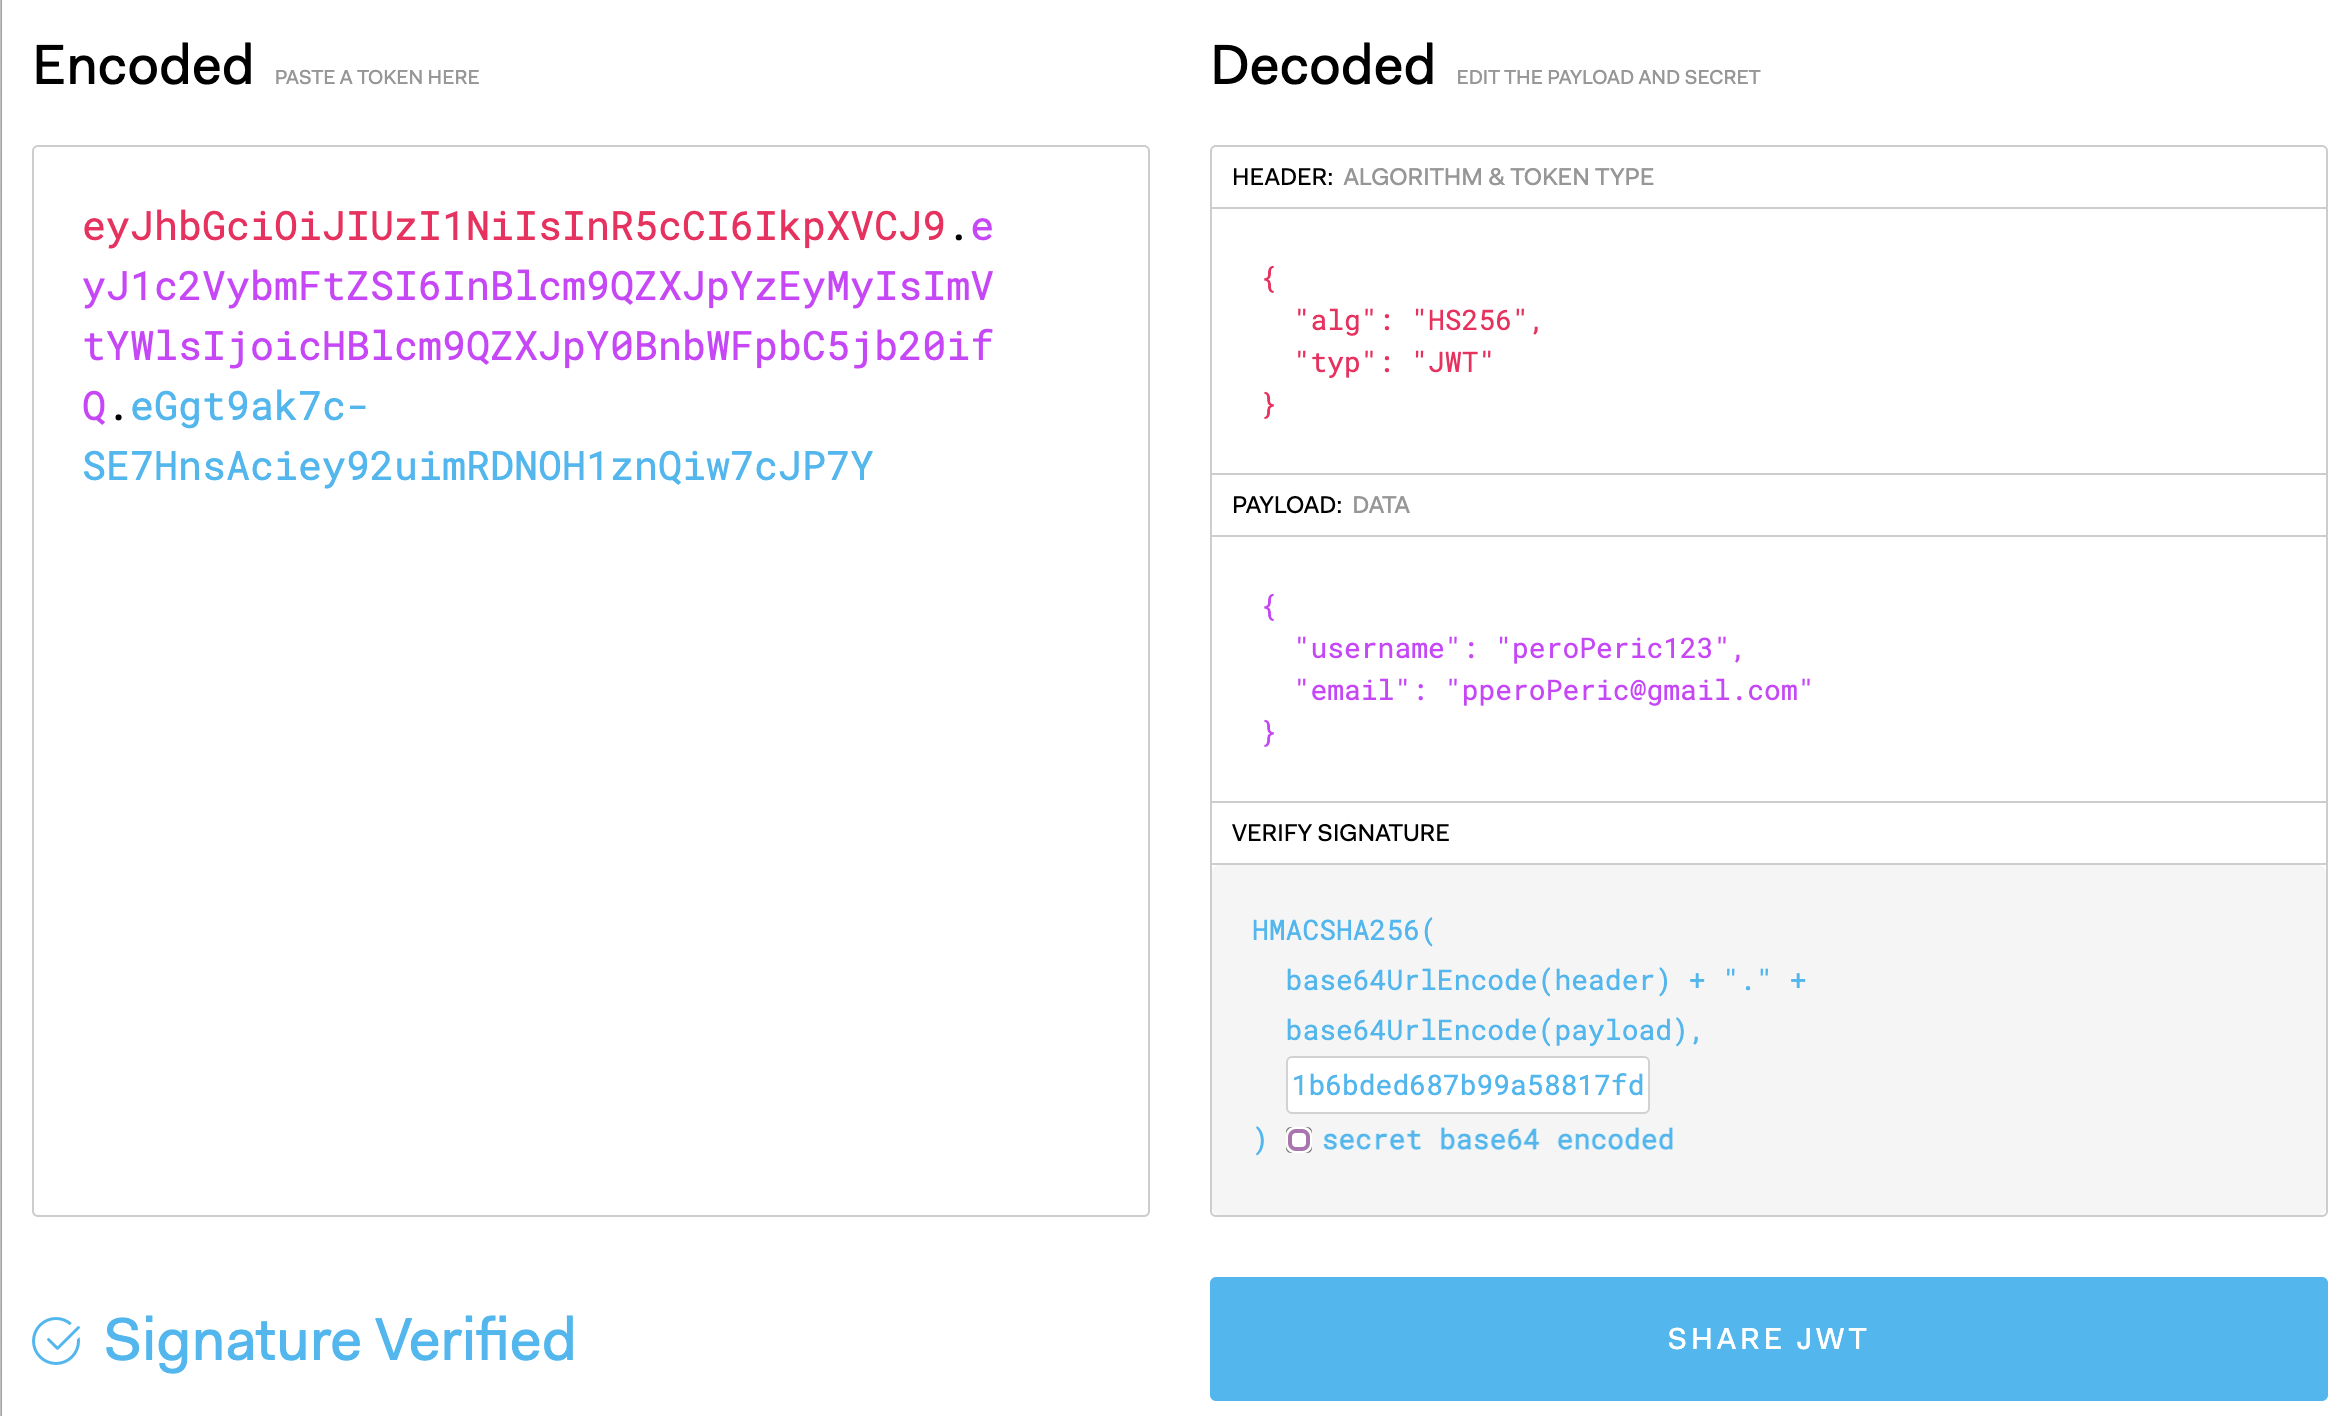 Encoded PASTE A TOKEN HERE
eyJhbGciOiJIUzI1NiIsInR5cCI6IkpXVCJ9.e
yJ1c2VybmFtZSI6InBlcm9QZXJpYzEyMyIsImV
tYWlsIjoicHBlcm9QZXJpY0BnbWFpbC5jb20if
Q.eGgt9ak7c-
SE7HnsAciey92uimRDNOH1znQiw7cJP7Y
Signature Verified
Decoded EDIT THE PAYLOAD AND SECRET
HEADER: ALGORITHM & TOKEN TYPE
{
"alg": "HS256",
"typ": "JWT"
}
PAYLOAD: DATA
{
"username": "peroPeric123",
"email": "pperoPeric@gmail.com"
}
VERIFY SIGNATURE
HMACSHA256(
base64UrlEncode(header) + "." +
base64UrlEncode(payload),
1b6bded687b99a58817fd
) secret base64 encoded
SHARE JWT